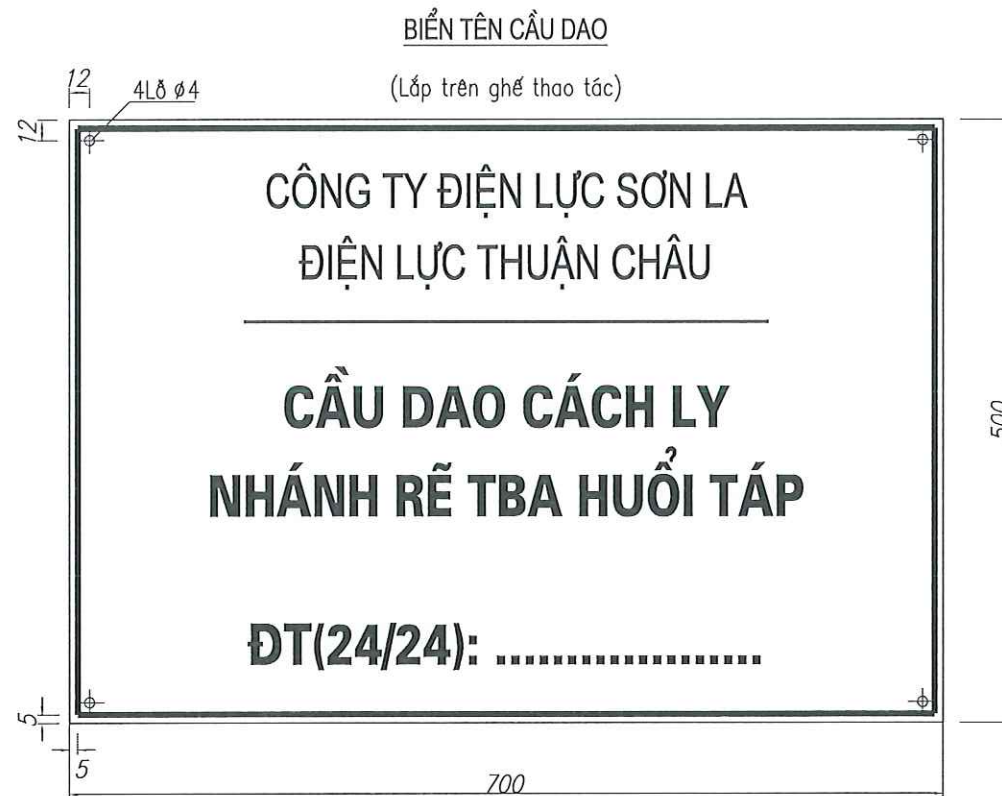 BIỂN TÊN CẦU DAO
(Lắp trên ghế thao tác)
12
4Lỗ ø4
12
CÔNG TY ĐIỆN LỰC SƠN LA
ĐIỆN LỰC THUẬN CHÂU
CẦU DAO CÁCH LY
NHÁNH RẼ TBA HUỔI TÁP
500
ĐT(24/24): ...................
5
5
700